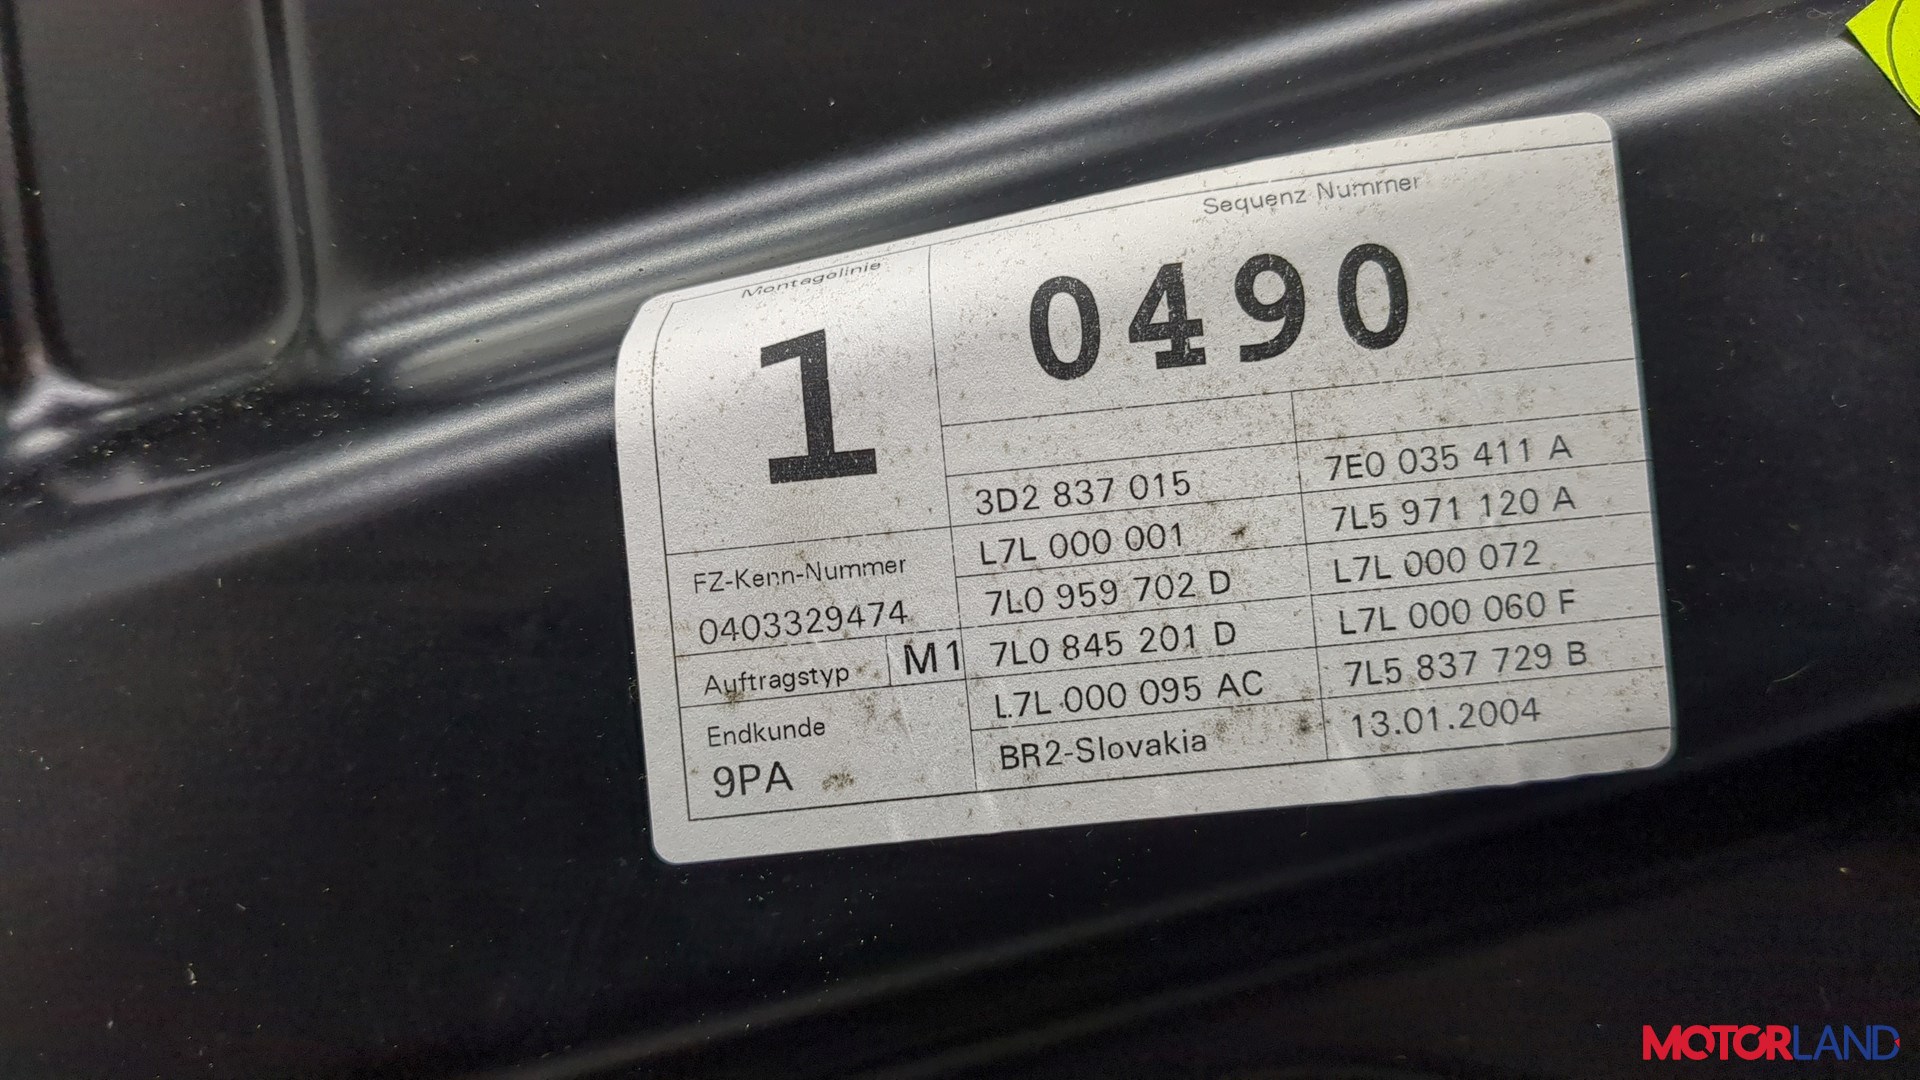 Montagelinie
Sequenz Nummer
1
0490
3D2 837 015
7E0 035 411 A
L7L 000 001
7L5 971 120 A
FZ-Kenn-Nummer
7L0 959 702 D
L7L 000 072
0403329474
7L0 845 201 D
L7L 000 060 F
Auftragstyp
M1
L7L 000 095 AC
7L5 837 729 B
Endkunde
9PA
BR2-Slovakia
13.01.2004
MOTORLAND